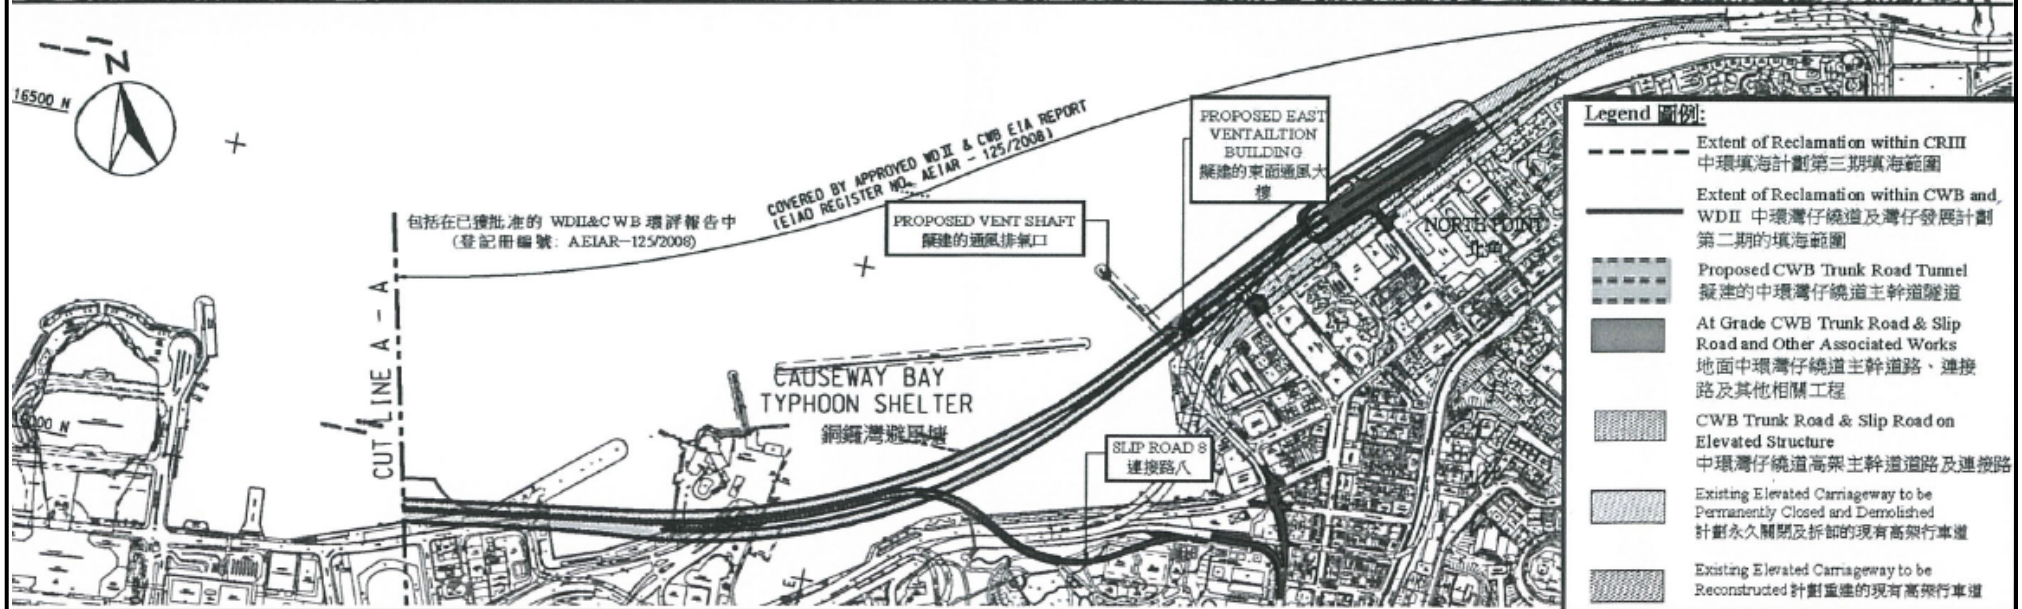 N
16500 N
16000 N
CUT LINE A - A
包括在已獲批准的 WDII&CWB 環評報告中
(登記冊編號: AEIAR-125/2008)
COVERED BY APPROVED WDII & CWB EIA REPORT
(EIAO REGISTER NO. AEIAR - 125/2008)
PROPOSED VENT SHAFT
擬建的通風排氣口
PROPOSED EAST
VENTAILTION
BUILDING
擬建的東面通風大
樓
NORTH POINT
北角
CAUSEWAY BAY
TYPHOON SHELTER
銅鑼灣避風塘
SLIP ROAD 8
連接路八
Legend 圖例:
Extent of Reclamation within CRIII
中環填海計劃第三期填海範圍
Extent of Reclamation within CWB and
WDII 中環灣仔繞道及灣仔發展計劃
第二期的填海範圍
Proposed CWB Trunk Road Tunnel
擬建的中環灣仔繞道主幹道隧道
At Grade CWB Trunk Road & Slip
Road and Other Associated Works
地面中環灣仔繞道主幹道路、連接
路及其他相關工程
CWB Trunk Road & Slip Road on
Elevated Structure
中環灣仔繞道高架主幹道道路及連接路
Existing Elevated Carriageway to be
Permanently Closed and Demolished
計劃永久關閉及拆卸的現有高架行車道
Existing Elevated Carriageway to be
Reconstructed 計劃重建的現有高架行車道